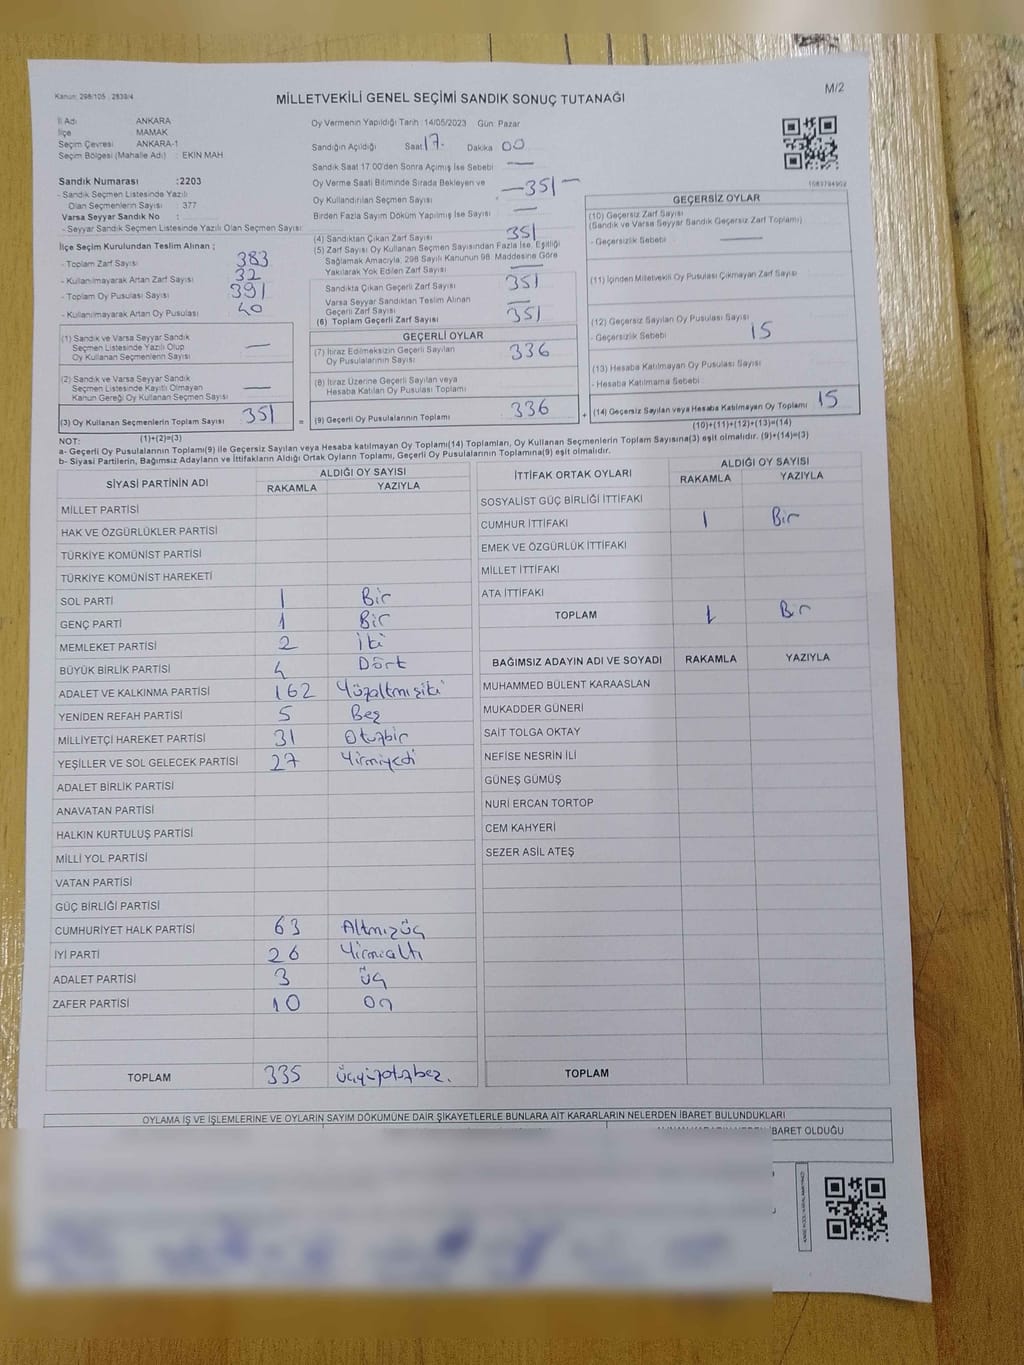 Kanun: 298/105 : 2839/4
MİLLETVEKİLİ GENEL SEÇİMİ SANDIK SONUÇ TUTANAĞI
M/2
İl Adı ANKARA
İlçe MAMAK
Seçim Çevresi ANKARA-1
Seçim Bölgesi (Mahalle Adı) : EKİN MAH
Oy Vermenin Yapıldığı Tarih :14/05/2023 Gün: Pazar
Sandığın Açıldığı Saat 17. Dakika 00
Sandık Saat 17.00'den Sonra Açımış İse Sebebi —
Oy Verme Saati Bitiminde Sırada Bekleyen ve
Oy Kullandırılan Seçmen Sayısı : —351—
Birden Fazla Sayım Döküm Yapılmış İse Sayısı : —
Sandık Numarası :2203
- Sandık Seçmen Listesinde Yazılı
Olan Seçmenlerin Sayısı : 377
Varsa Seyyar Sandık No :
- Seyyar Sandık Seçmen Listesinde Yazılı Olan Seçmen Sayısı:
İlçe Seçim Kurulundan Teslim Alınan ;
- Toplam Zarf Sayısı 383
- Kullanılmayarak Artan Zarf Sayısı 32
- Toplam Oy Pusulası Sayısı 391
- Kullanılmayarak Artan Oy Pusulası 40
(4) Sandıktan Çıkan Zarf Sayısı 351
(5) Zarf Sayısı Oy Kullanan Seçmen Sayısından Fazla İse, Eşitliği
Sağlamak Amacıyla, 298 Sayılı Kanunun 98. Maddesine Göre
Yakılarak Yok Edilen Zarf Sayısı —
Sandıkta Çıkan Geçerli Zarf Sayısı 351
Varsa Seyyar Sandıktan Teslim Alınan
Geçerli Zarf Sayısı —
(6) Toplam Geçerli Zarf Sayısı 351
GEÇERSİZ OYLAR
(10) Geçersiz Zarf Sayısı
(Sandık ve Varsa Seyyar Sandık Geçersiz Zarf Toplamı)
- Geçersizlik Sebebi —
(11) İçinden Milletvekili Oy Pusulası Çıkmayan Zarf Sayısı
(12) Geçersiz Sayılan Oy Pusulası Sayısı
- Geçersizlik Sebebi 15
(13) Hesaba Katılmayan Oy Pusulası Sayısı
- Hesaba Katılmama Sebebi
(14) Geçersiz Sayılan veya Hesaba Katılmayan Oy Toplamı 15
(10)+(11)+(12)+(13)=(14)
(1) Sandık ve Varsa Seyyar Sandık
Seçmen Listesinde Yazılı Olup
Oy Kullanan Seçmenlerin Sayısı —
(2) Sandık ve Varsa Seyyar Sandık
Seçmen Listesinde Kayıtlı Olmayan
Kanun Gereği Oy Kullanan Seçmen Sayısı —
(3) Oy Kullanan Seçmenlerin Toplam Sayısı 351 =
(1)+(2)=(3)
GEÇERLİ OYLAR
(7) İtiraz Edilmeksizin Geçerli Sayılan
Oy Pusulalarının Sayısı 336
(8) İtiraz Üzerine Geçerli Sayılan veya
Hesaba Katılan Oy Pusulası Toplamı
(9) Geçerli Oy Pusulalarının Toplamı 336 +
NOT:
a- Geçerli Oy Pusulalarının Toplamı(9) ile Geçersiz Sayılan veya Hesaba katılmayan Oy Toplamı(14) Toplamları, Oy Kullanan Seçmenlerin Toplam Sayısına(3) eşit olmalıdır. (9)+(14)=(3)
b- Siyasi Partilerin, Bağımsız Adayların ve İttifakların Aldığı Ortak Oyların Toplamı, Geçerli Oy Pusulalarının Toplamına(9) eşit olmalıdır.
SİYASİ PARTİNİN ADI ALDIĞI OY SAYISI
RAKAMLA YAZIYLA
MİLLET PARTİSİ
HAK VE ÖZGÜRLÜKLER PARTİSİ
TÜRKİYE KOMÜNİST PARTİSİ
TÜRKİYE KOMÜNİST HAREKETİ
SOL PARTİ 1 Bir
GENÇ PARTİ 1 Bir
MEMLEKET PARTİSİ 2 İki
BÜYÜK BİRLİK PARTİSİ 4 Dört
ADALET VE KALKINMA PARTİSİ 162 Yüzaltmışiki
YENİDEN REFAH PARTİSİ 5 Beş
MİLLİYETÇİ HAREKET PARTİSİ 31 Otuzbir
YEŞİLLER VE SOL GELECEK PARTİSİ 27 Yirmiyedi
ADALET BİRLİK PARTİSİ
ANAVATAN PARTİSİ
HALKIN KURTULUŞ PARTİSİ
MİLLİ YOL PARTİSİ
VATAN PARTİSİ
GÜÇ BİRLİĞİ PARTİSİ
CUMHURİYET HALK PARTİSİ 63 Altmışüç
İYİ PARTİ 26 Yirmialtı
ADALET PARTİSİ 3 üç
ZAFER PARTİSİ 10 On
TOPLAM 335 üçyüzotuzbeş.
İTTİFAK ORTAK OYLARI ALDIĞI OY SAYISI
RAKAMLA YAZIYLA
SOSYALİST GÜÇ BİRLİĞİ İTTİFAKI
CUMHUR İTTİFAKI 1 Bir
EMEK VE ÖZGÜRLÜK İTTİFAKI
MİLLET İTTİFAKI
ATA İTTİFAKI
TOPLAM 1 Bir
BAĞIMSIZ ADAYIN ADI VE SOYADI RAKAMLA YAZIYLA
MUHAMMED BÜLENT KARAASLAN
MUKADDER GÜNERİ
SAİT TOLGA OKTAY
NEFİSE NESRİN İLİ
GÜNEŞ GÜMÜŞ
NURİ ERCAN TORTOP
CEM KAHYERİ
SEZER ASİL ATEŞ
TOPLAM
OYLAMA İŞ VE İŞLEMLERİNE VE OYLARIN SAYIM DÖKÜMÜNE DAİR ŞİKAYETLERLE BUNLARA AİT KARARLARIN NELERDEN İBARET BULUNDUKLARI
İBARET OLDUĞU